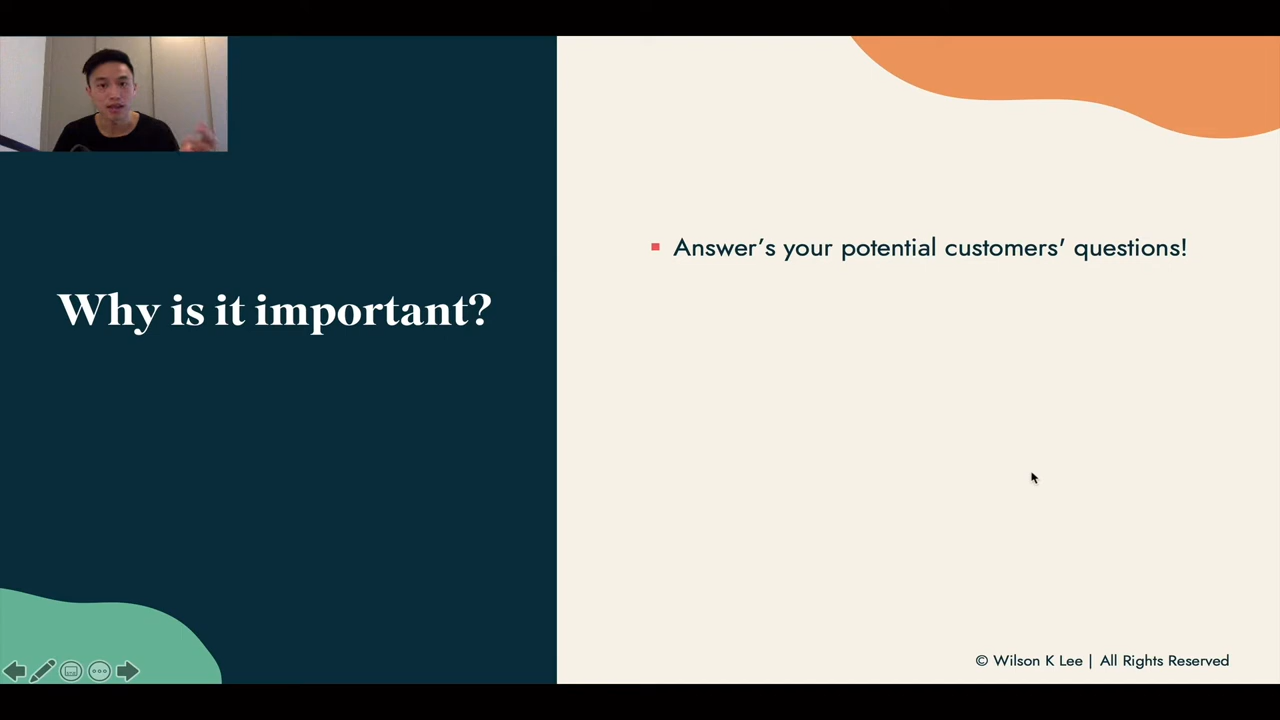 Why is it important?
Answer’s your potential customers' questions!
© Wilson K Lee | All Rights Reserved